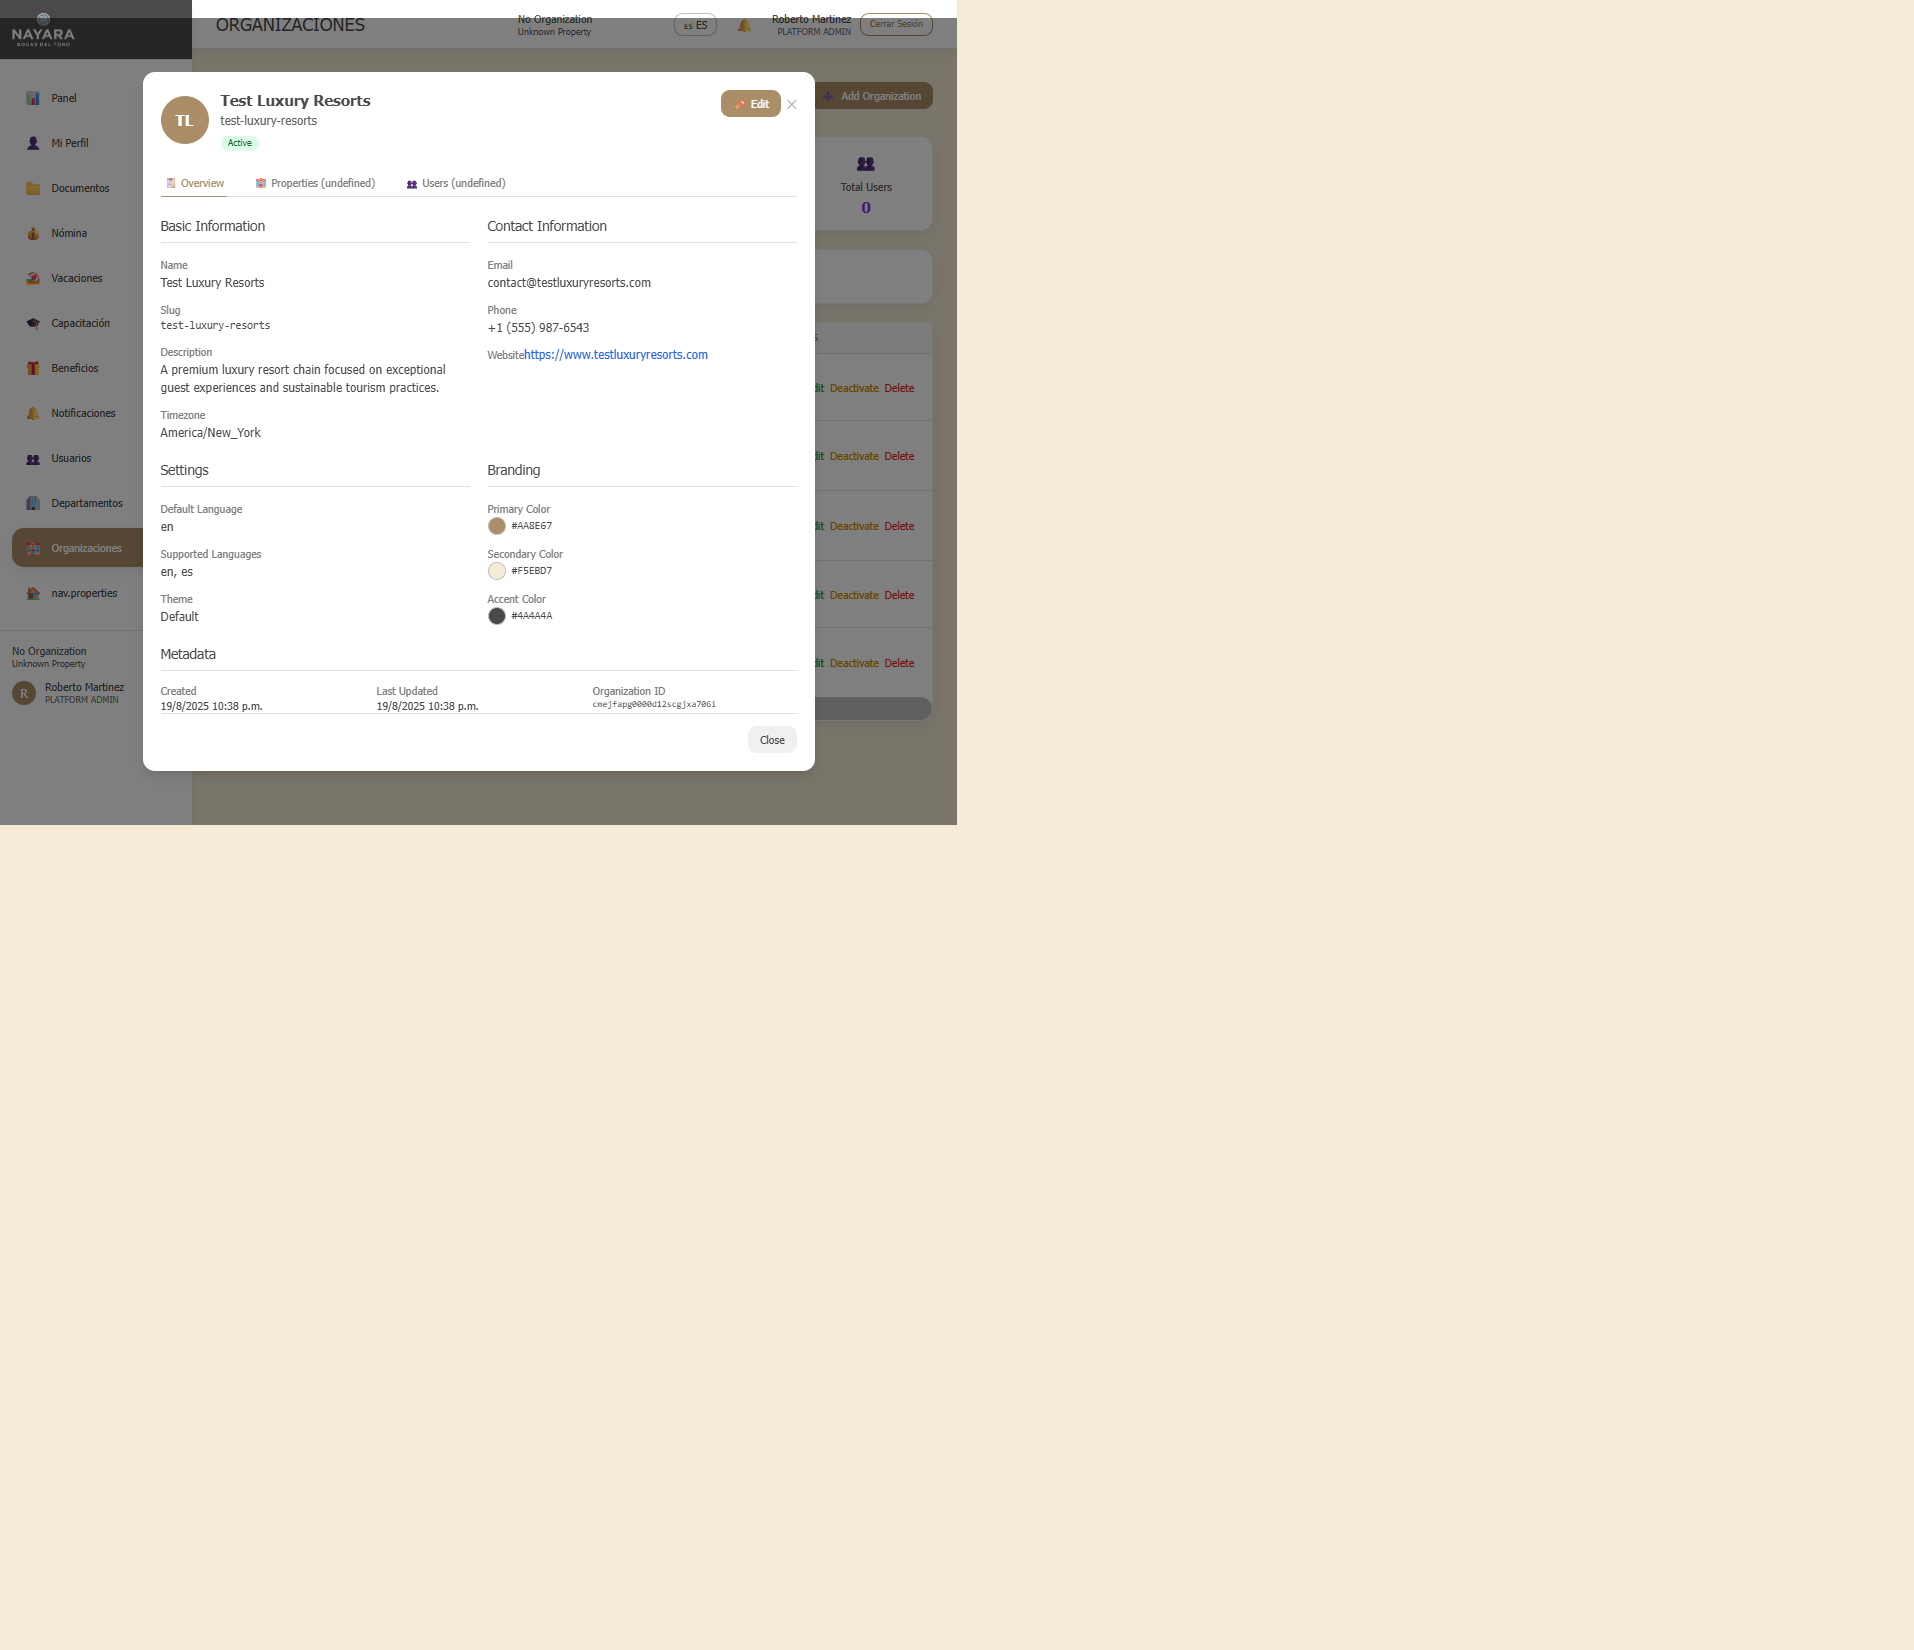 NAYARA
BOCAS DEL TORO
ORGANIZACIONES
No Organization
Unknown Property
ES ES
Roberto Martinez
PLATFORM ADMIN
Cerrar Sesión
Panel
Mi Perfil
Documentos
Nómina
Vacaciones
Capacitación
Beneficios
Notificaciones
Usuarios
Departamentos
Organizaciones
nav.properties
No Organization
Unknown Property
R
Roberto Martinez
PLATFORM ADMIN
Add Organization
Total Users
0
S
dit Deactivate Delete
dit Deactivate Delete
dit Deactivate Delete
dit Deactivate Delete
dit Deactivate Delete
TL
Test Luxury Resorts
test-luxury-resorts
Active
Edit
×
Overview
Properties (undefined)
Users (undefined)
Basic Information
Name
Test Luxury Resorts
Slug
test-luxury-resorts
Description
A premium luxury resort chain focused on exceptional
guest experiences and sustainable tourism practices.
Timezone
America/New_York
Contact Information
Email
contact@testluxuryresorts.com
Phone
+1 (555) 987-6543
Websitehttps://www.testluxuryresorts.com
Settings
Default Language
en
Supported Languages
en, es
Theme
Default
Branding
Primary Color
#AA8E67
Secondary Color
#F5EBD7
Accent Color
#4A4A4A
Metadata
Created
19/8/2025 10:38 p.m.
Last Updated
19/8/2025 10:38 p.m.
Organization ID
cmejfapg0000d12scgjxa706i
Close